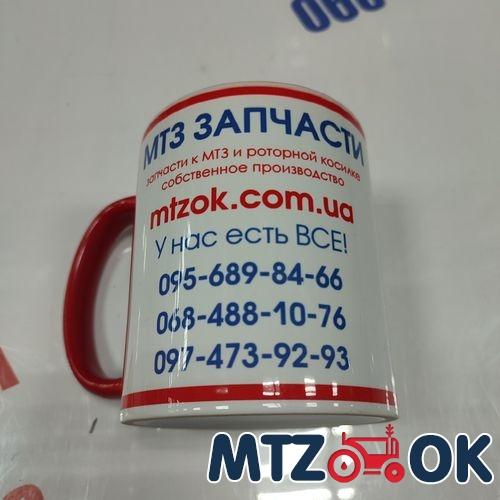 МТЗ ЗАПЧАСТИ
запчасти к МТЗ и роторной косилке
собственное производство
mtzok.com.ua
У нас есть ВСЕ!
095-689-84-66
068-488-10-76
097-473-92-93
MTZ OK